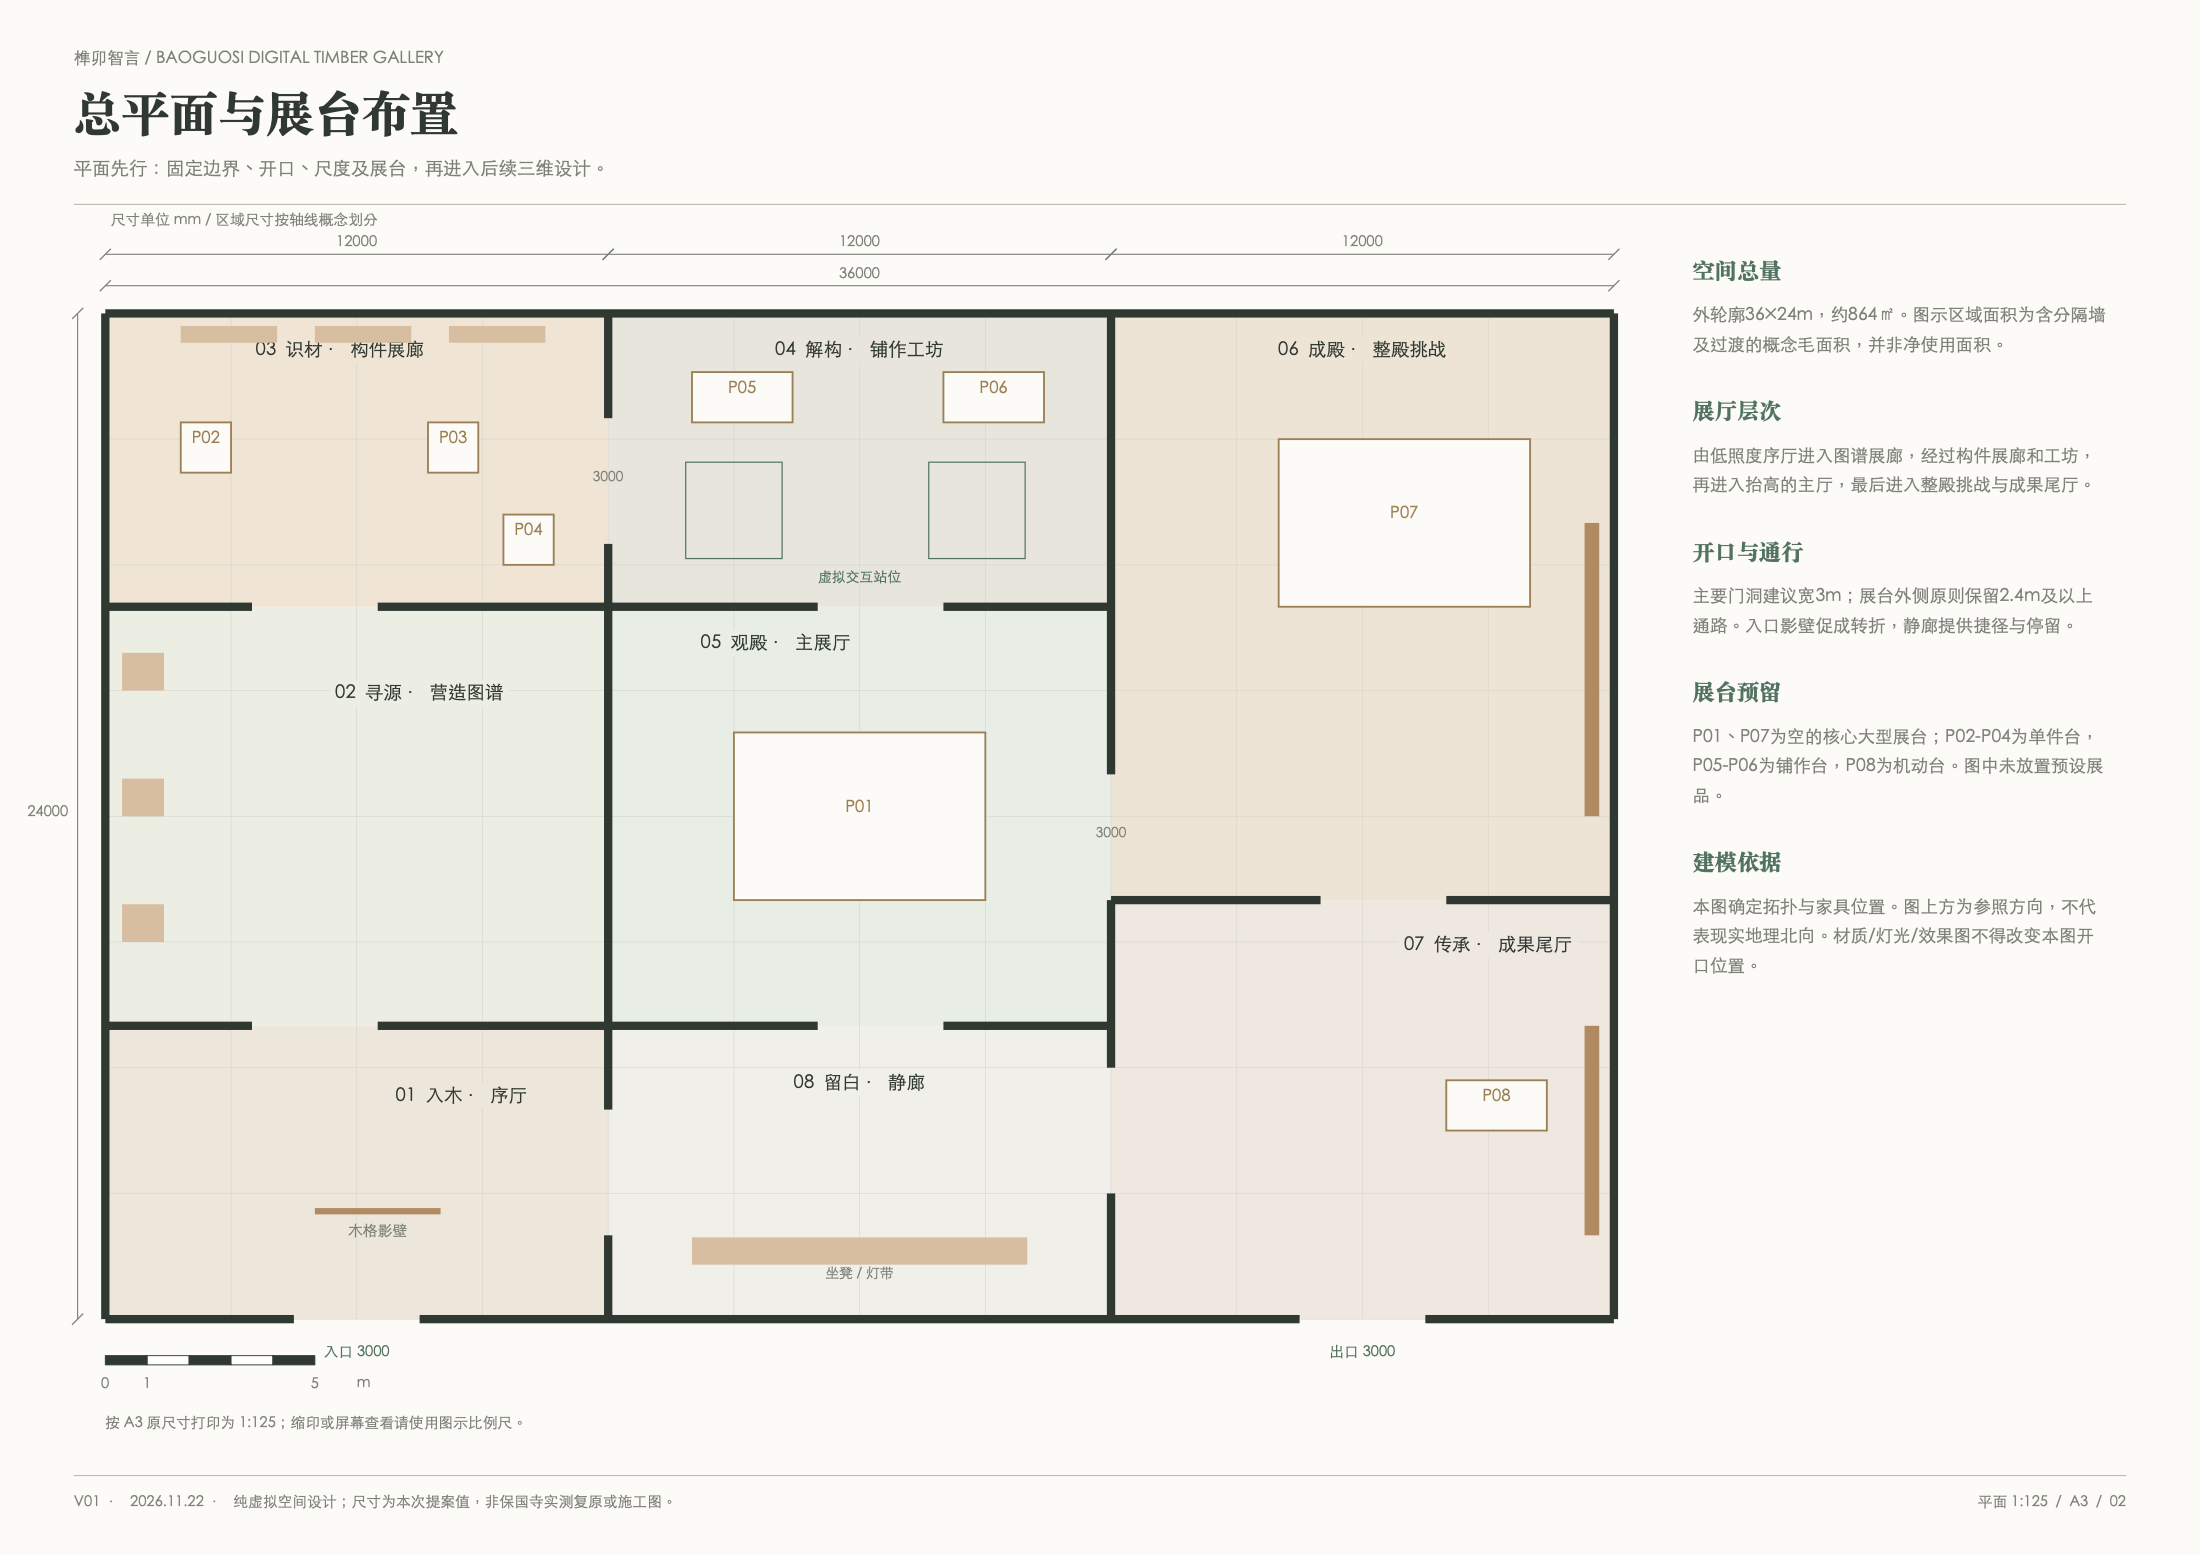 榫卯智言 / BAOGUOSI DIGITAL TIMBER GALLERY
总平面与展台布置
平面先行：固定边界、开口、尺度及展台，再进入后续三维设计。
尺寸单位 mm / 区域尺寸按轴线概念划分
12000
12000
12000
36000
24000
03 识材 · 构件展廊
04 解构 · 铺作工坊
06 成殿 · 整殿挑战
P05
P06
P02
P03
3000
P04
P07
虚拟交互站位
05 观殿 · 主展厅
02 寻源 · 营造图谱
P01
3000
07 传承 · 成果尾厅
01 入木 · 序厅
08 留白 · 静廊
P08
木格影壁
坐凳 / 灯带
入口 3000
出口 3000
0 1 5 m
按 A3 原尺寸打印为 1:125；缩印或屏幕查看请使用图示比例尺。
空间总量
外轮廓36×24m，约864㎡。图示区域面积为含分隔墙
及过渡的概念毛面积，并非净使用面积。
展厅层次
由低照度序厅进入图谱展廊，经过构件展廊和工坊，
再进入抬高的主厅，最后进入整殿挑战与成果尾厅。
开口与通行
主要门洞建议宽3m；展台外侧原则保留2.4m及以上
通路。入口影壁促成转折，静廊提供捷径与停留。
展台预留
P01、P07为空的核心大型展台；P02-P04为单件台，
P05-P06为铺作台，P08为机动台。图中未放置预设展
品。
建模依据
本图确定拓扑与家具位置。图上方为参照方向，不代
表现实地理北向。材质/灯光/效果图不得改变本图开
口位置。
V01 · 2026.11.22 · 纯虚拟空间设计；尺寸为本次提案值，非保国寺实测复原或施工图。
平面 1:125 / A3 / 02